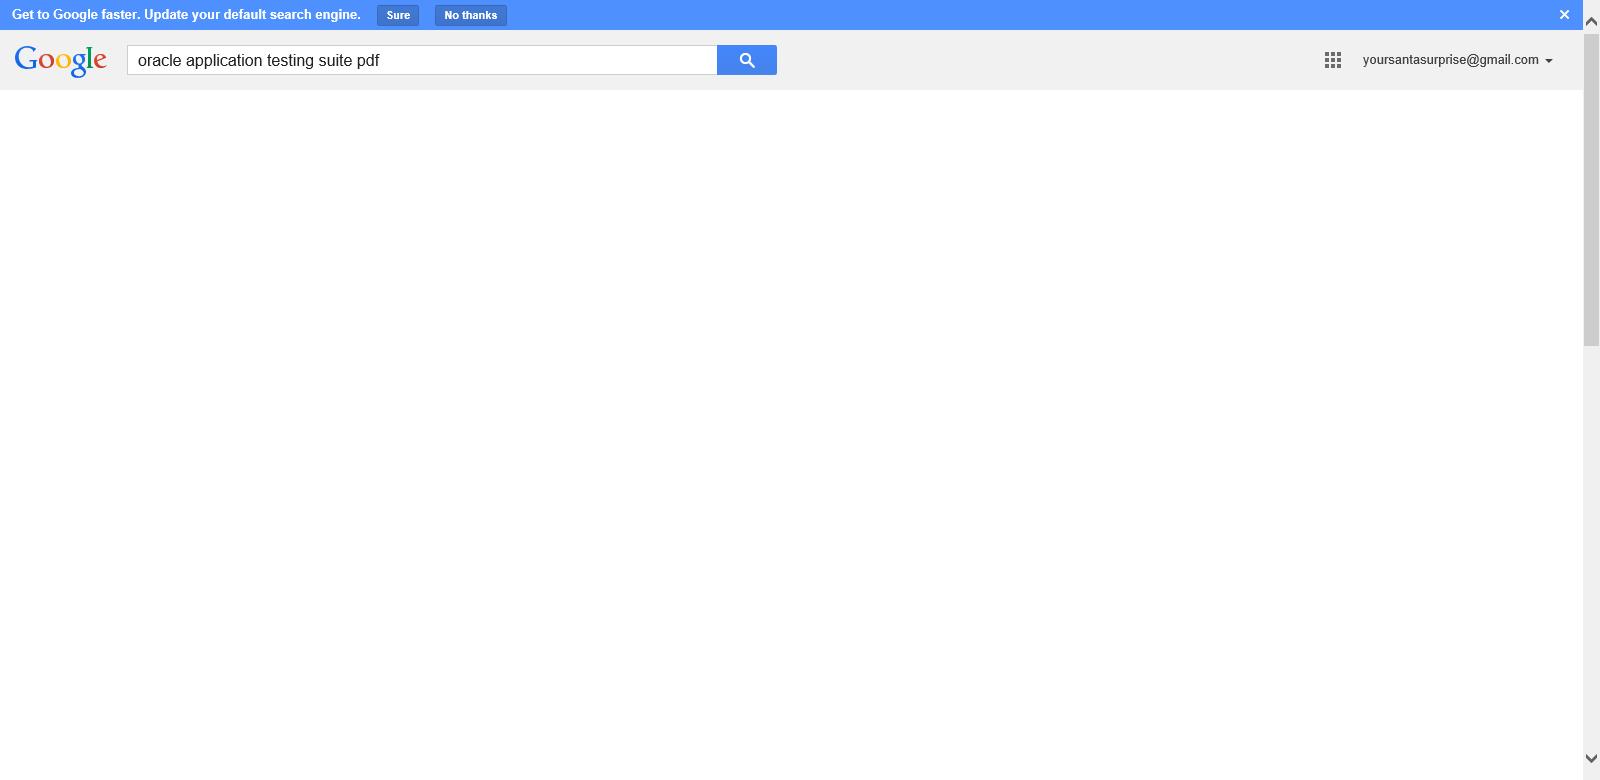 Get to Google faster. Update your default search engine. Sure No thanks
Google oracle application testing suite pdf yoursantasurprise@gmail.com